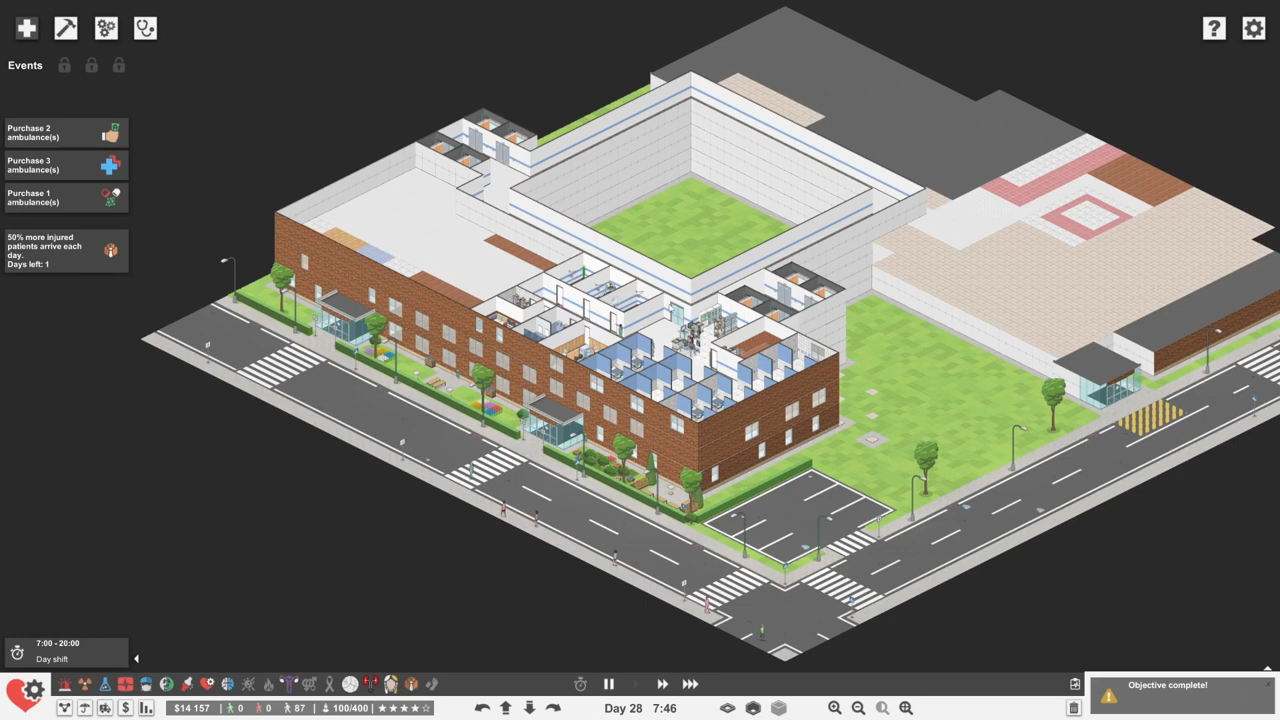 Events
Purchase 2
ambulance(s)
Purchase 3
ambulance(s)
Purchase 1
ambulance(s)
50% more injured
patients arrive each
day.
Days left: 1
7:00 - 20:00
Day shift
$14 157
0
0
87
100/400
Day 28 7:46
Objective complete!